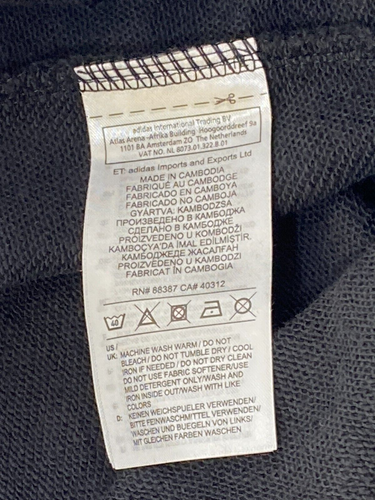 adidas International Trading BV
Atlas Arena-Afrika Building Hoogoorddreef 9a
1101 BA Amsterdam ZO The Netherlands
VAT NO. NL 8073.01.322.B.01
ET: adidas Imports and Exports Ltd
MADE IN CAMBODIA
FABRIQUÉ AU CAMBODGE
FABRICADO EN CAMBOYA
FABRICADO NO CAMBOJA
GYÁRTVA: KAMBODZSA
ПРОИЗВЕДЕНО В КАМБОДЖА
СДЕЛАНО В КАМБОДЖЕ
PROIZVEDENO U KOMBODŽI
KAMBOÇYA'DA İMAL EDİLMİŞTİR.
КАМБОДЖАДА ЖАСАЛҒАН
PROIZVEDENO U KAMBODŽI
FABRICAT ÎN CAMBOGIA
RN# 88387 CA# 40312
40
US /
UK: MACHINE WASH WARM / DO NOT
BLEACH / DO NOT TUMBLE DRY / COOL
IRON IF NEEDED / DO NOT DRY CLEAN
DO NOT USE FABRIC SOFTENER/USE
MILD DETERGENT ONLY/WASH AND
IRON INSIDE OUT/WASH WITH LIKE
COLORS
D: KEINEN WEICHSPÜLER VERWENDEN/
BITTE FEINWASCHMITTEL VERWENDEN/
WASCHEN UND BUEGELN VON LINKS/
MIT GLEICHEN FARBEN WASCHEN